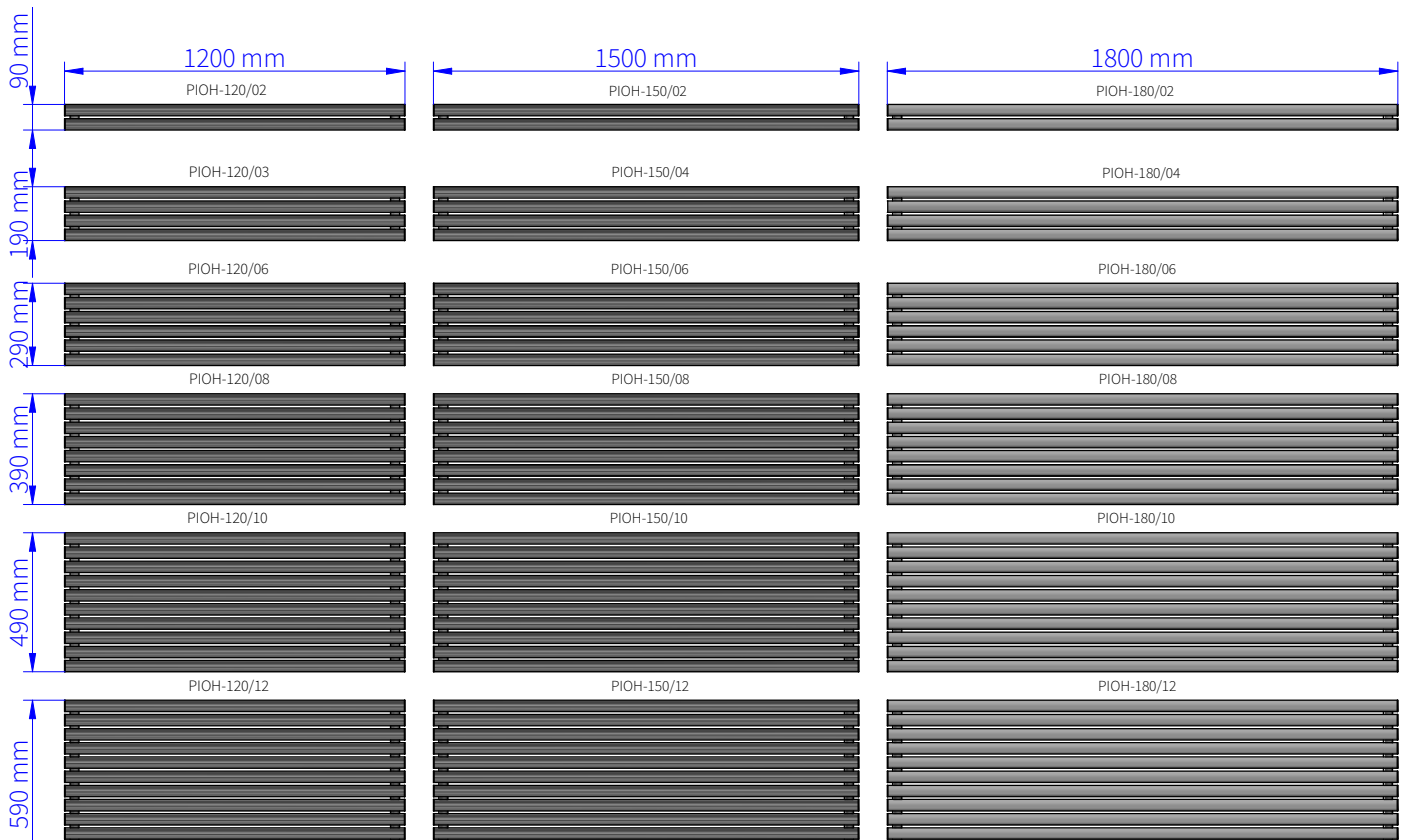 90 mm
1200 mm
1500 mm
1800 mm
PIOH-120/02
PIOH-150/02
PIOH-180/02
190 mm
PIOH-120/03
PIOH-150/04
PIOH-180/04
290 mm
PIOH-120/06
PIOH-150/06
PIOH-180/06
390 mm
PIOH-120/08
PIOH-150/08
PIOH-180/08
490 mm
PIOH-120/10
PIOH-150/10
PIOH-180/10
590 mm
PIOH-120/12
PIOH-150/12
PIOH-180/12